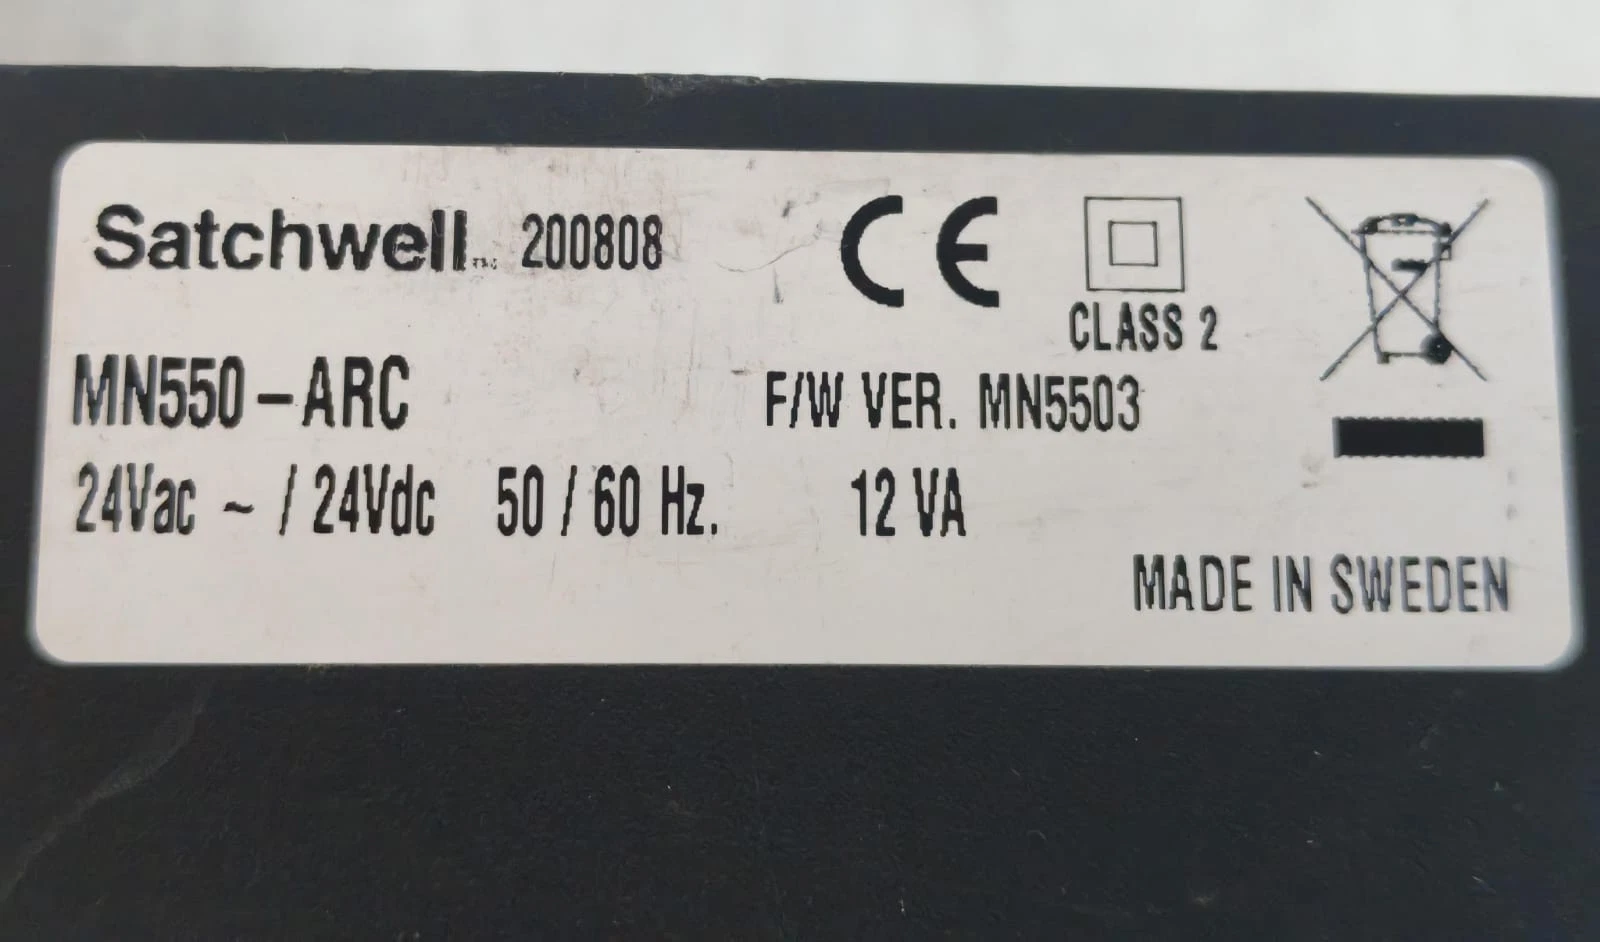 Satchwell 200808
CE
CLASS 2
MN550-ARC F/W VER. MN5503
24Vac ~ / 24Vdc 50 / 60 Hz. 12 VA
MADE IN SWEDEN